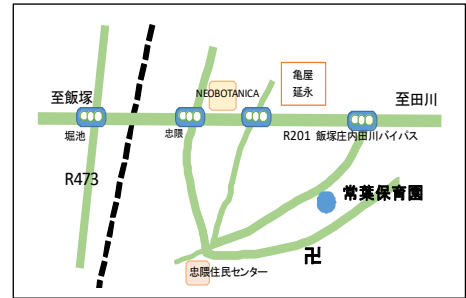 亀屋
延永
NEOBOTANICA
至飯塚
至田川
堀池
忠隈
R201 飯塚庄内田川バイパス
R473
常葉保育園
卍
忠隈住民センター